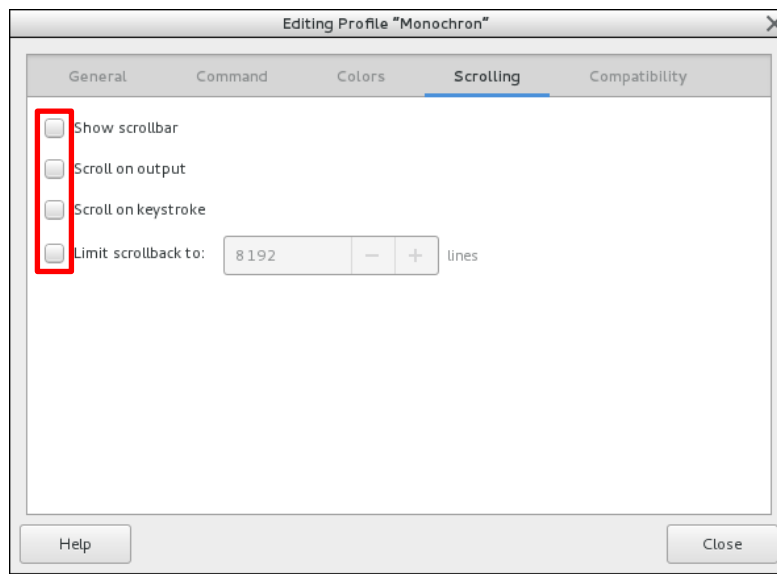 Editing Profile “Monochron”
General Command Colors Scrolling Compatibility
Show scrollbar
Scroll on output
Scroll on keystroke
Limit scrollback to: 8192 − + lines
Help Close